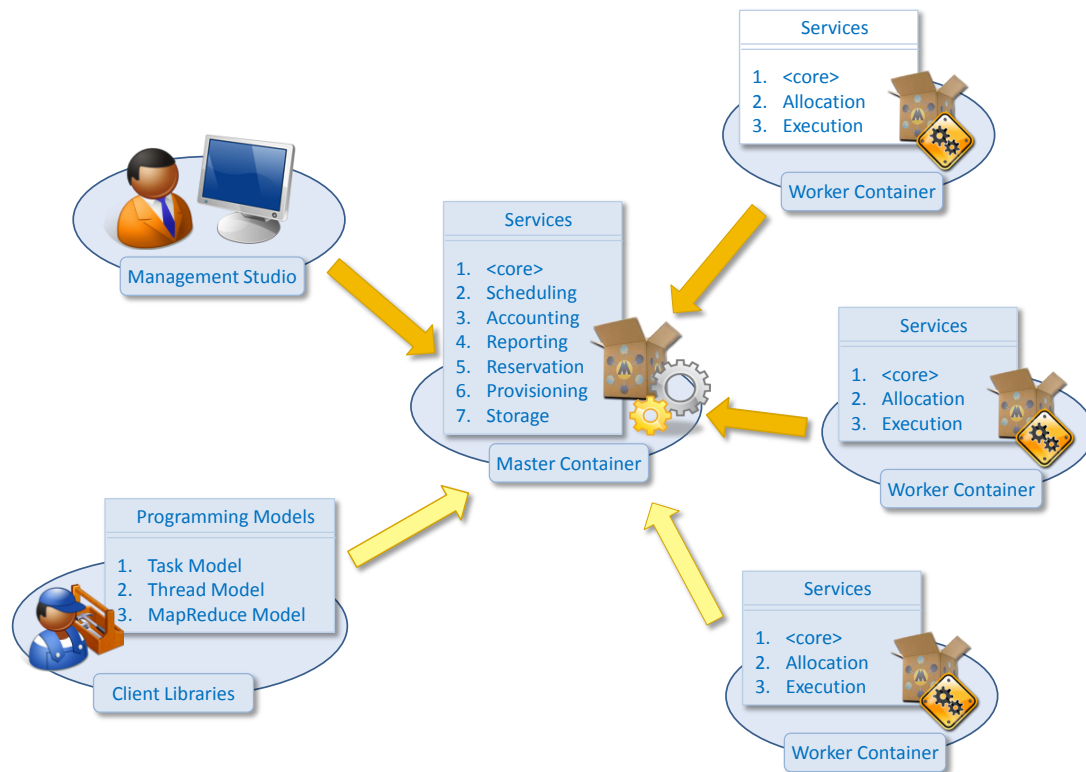 Services
1. <core>
2. Allocation
3. Execution
Worker Container
Management Studio
Services
1. <core>
2. Scheduling
3. Accounting
4. Reporting
5. Reservation
6. Provisioning
7. Storage
Master Container
Services
1. <core>
2. Allocation
3. Execution
Worker Container
Programming Models
1. Task Model
2. Thread Model
3. MapReduce Model
Client Libraries
Services
1. <core>
2. Allocation
3. Execution
Worker Container